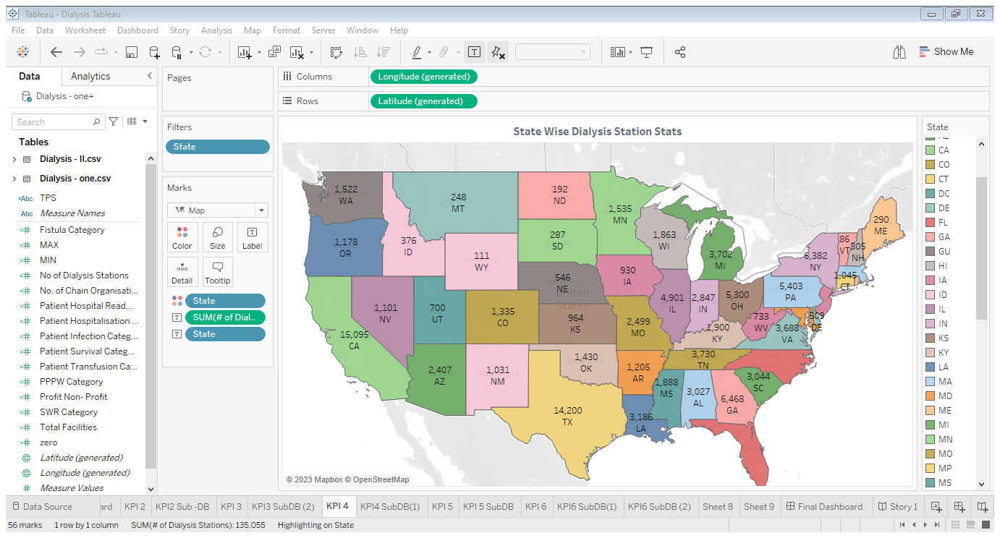 Tableau - Dialysis Tableau
File Data Worksheet Dashboard Story Analysis Map Format Server Window Help
Show Me
Data Analytics
Dialysis - one+
Search
Tables
Dialysis - II.csv
Dialysis - one.csv
TPS
Measure Names
Fistula Category
MAX
MIN
No of Dialysis Stations
No. of Chain Organisati...
Patient Hospital Read...
Patient Hospitalisation ...
Patient Infection Categ...
Patient Survival Categ...
Patient Transfusion Ca...
PPPW Category
Profit Non- Profit
SWR Category
Total Facilities
zero
Latitude (generated)
Longitude (generated)
Measure Values
Pages
Filters
State
Marks
Map
Color Size Label
Detail Tooltip
State
SUM(# of Dial..
State
Columns Longitude (generated)
Rows Latitude (generated)
State Wise Dialysis Station Stats
1,522
WA
248
MT
192
ND
1,535
MN
290
ME
1,178
OR
376
ID
287
SD
1,863
WI
86
VT
805
NH
111
WY
3,702
MI
6,382
NY
930
IA
546
NE
1,045
CT
5,403
PA
1,101
NV
700
UT
1,335
CO
United
States
4,901
IL
2,847
IN
5,300
OH
964
KS
2,499
MO
733
WV
509
DE
15,095
CA
1,900
KY
3,688
VA
2,407
AZ
1,031
NM
1,430
OK
3,730
TN
North
Carolina
1,205
AR
1,888
MS
3,027
AL
6,468
GA
3,044
SC
14,200
TX
3,186
LA
Florida
© 2023 Mapbox © OpenStreetMap
State
CA
CO
CT
DC
DE
FL
GA
GU
HI
IA
ID
IL
IN
KS
KY
LA
MA
MD
ME
MI
MN
MO
MP
MS
Data Source ard KPI 2 KPI2 Sub -DB KPI 3 KPI3 SubDB (2) KPI 4 KPI4 SubDB(1) KPI 5 KPI 5 SubDB KPI 6 KPI6 SubDB(1) KPI6 SubDB (2) Sheet 8 Sheet 9 Final Dashboard Story 1
56 marks 1 row by 1 column SUM(# of Dialysis Stations): 135,055 Highlighting on State